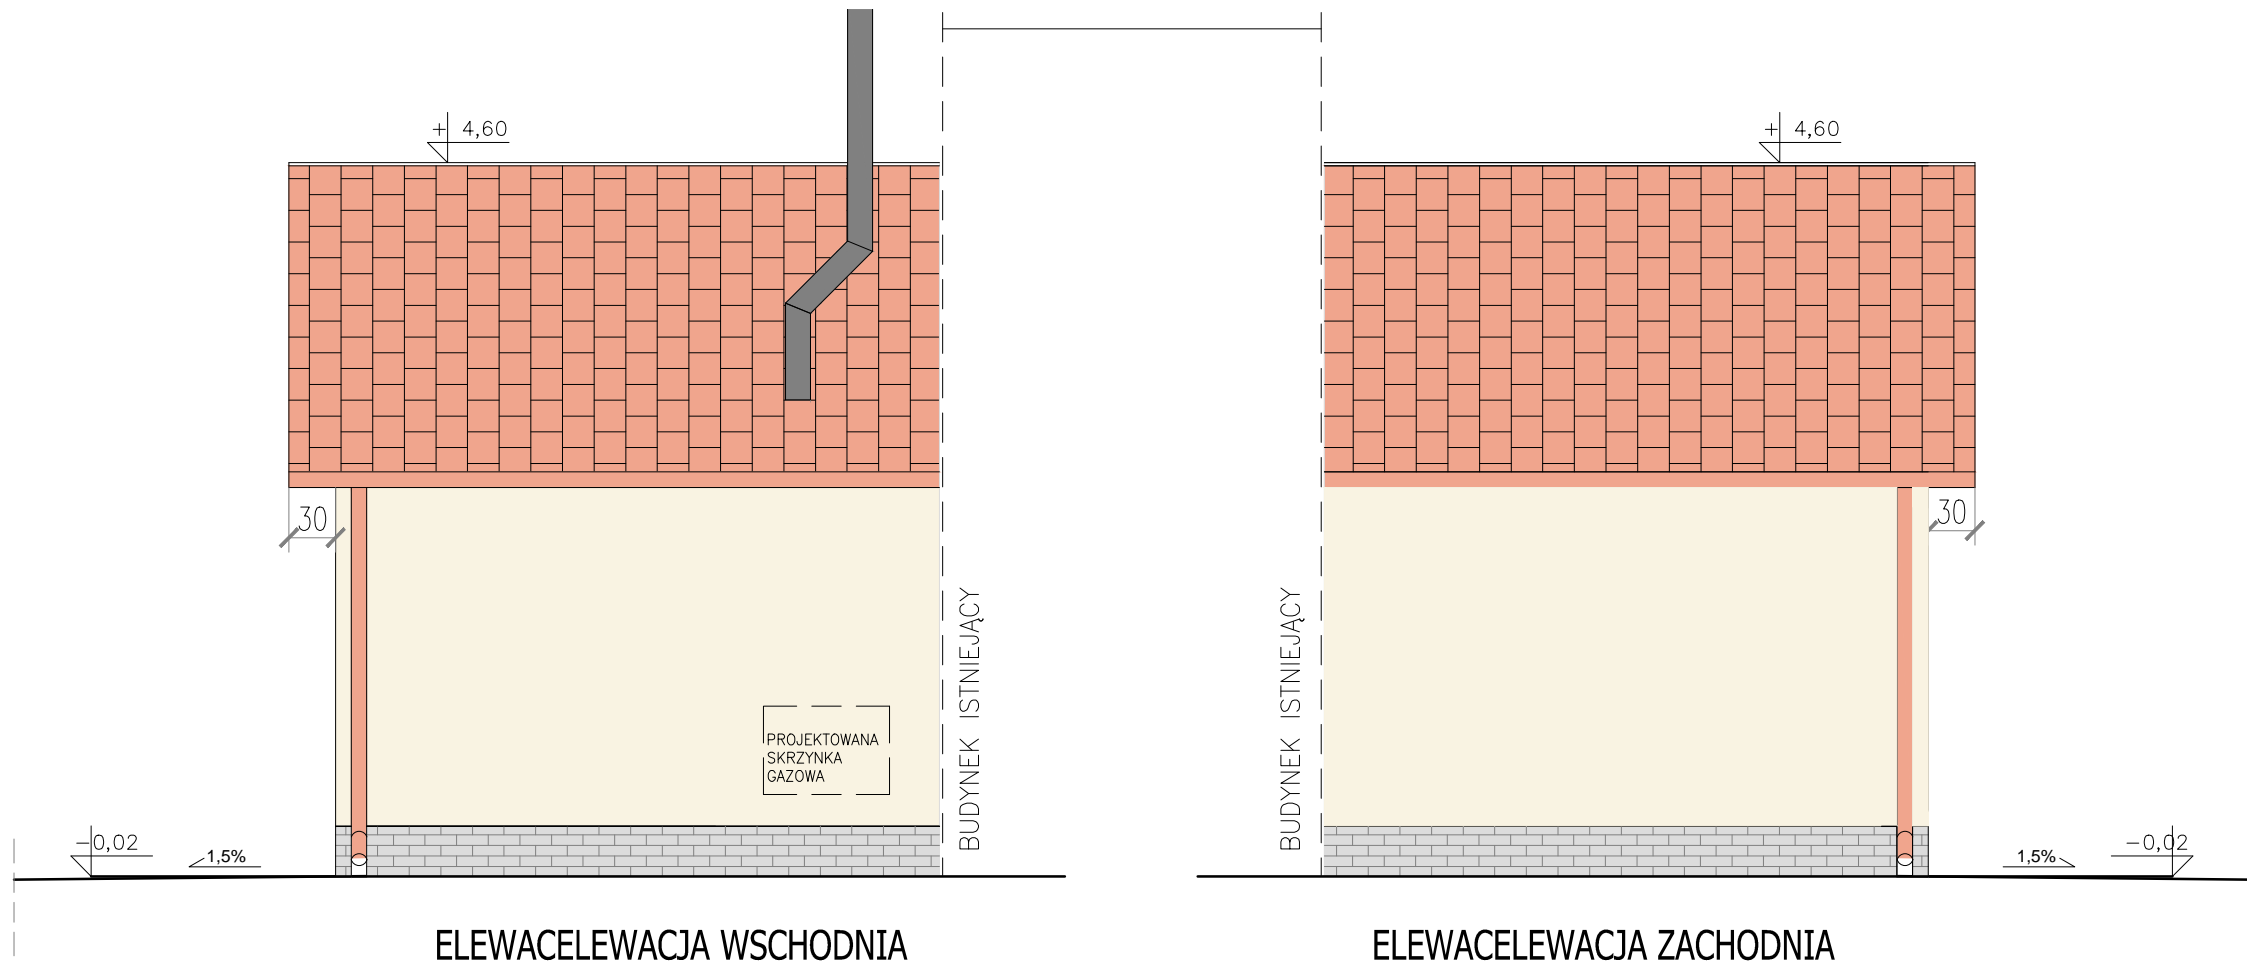 + 4,60
+ 4,60
30
30
BUDYNEK ISTNIEJĄCY
BUDYNEK ISTNIEJĄCY
PROJEKTOWANA
SKRZYNKA
GAZOWA
-0,02
1,5%
1,5%
-0,02
ELEWACELEWACJA WSCHODNIA
ELEWACELEWACJA ZACHODNIA